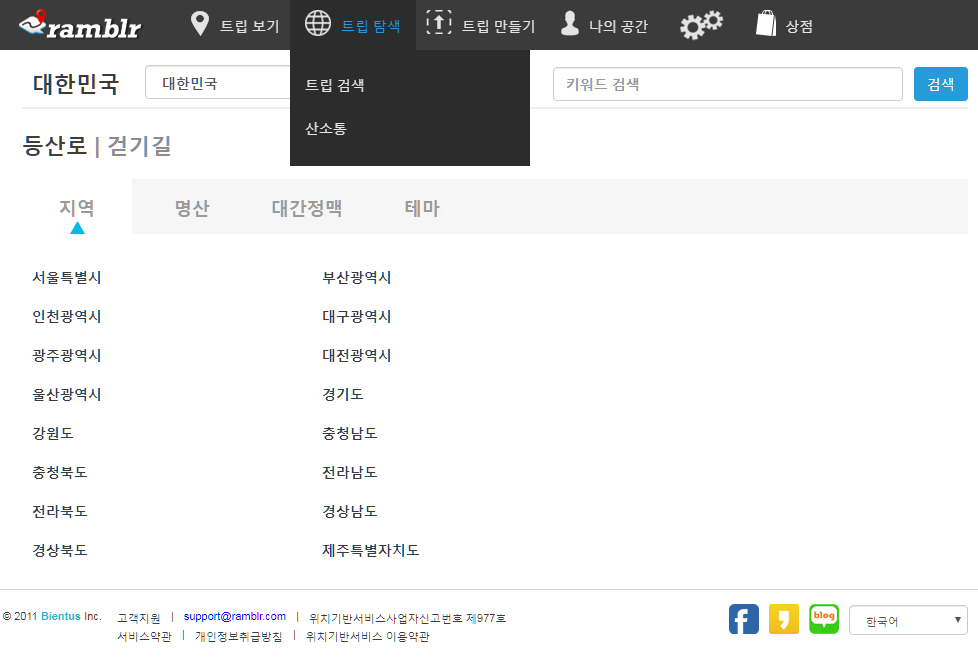 ramblr 트립 보기 트립 탐색 트립 만들기 나의 공간 상점
대한민국 대한민국 트립 검색 키워드 검색 검색
산소통
등산로 | 걷기길
지역 명산 대간정맥 테마
서울특별시 부산광역시
인천광역시 대구광역시
광주광역시 대전광역시
울산광역시 경기도
강원도 충청남도
충청북도 전라남도
전라북도 경상남도
경상북도 제주특별자치도
© 2011 Bientus Inc. 고객지원 | support@ramblr.com | 위치기반서비스사업자신고번호 제977호
서비스약관 | 개인정보취급방침 | 위치기반서비스 이용약관
blog 한국어